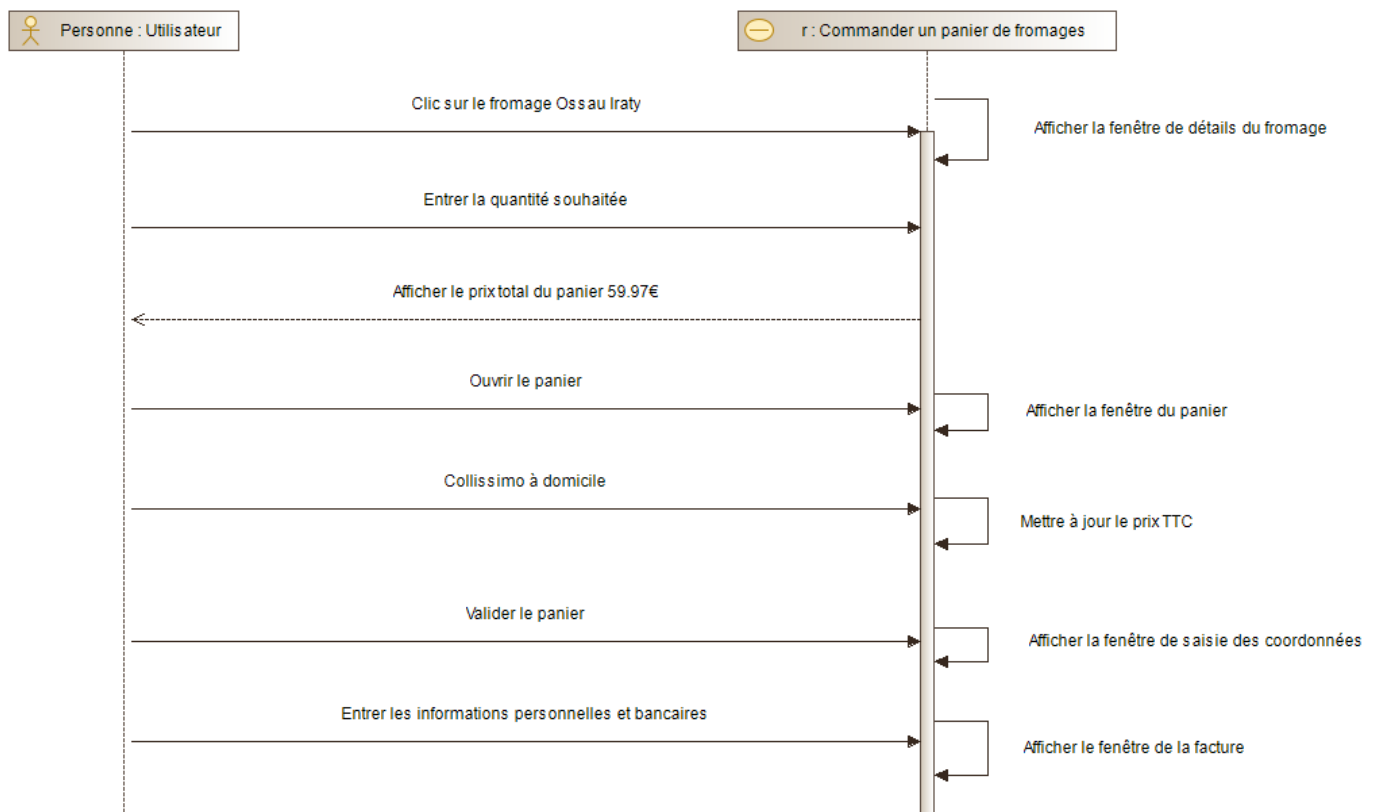 Personne : Utilisateur
r : Commander un panier de fromages
Clic sur le fromage Ossau Iraty
Afficher la fenêtre de détails du fromage
Entrer la quantité souhaitée
Afficher le prix total du panier 59.97€
Ouvrir le panier
Afficher la fenêtre du panier
Collissimo à domicile
Mettre à jour le prix TTC
Valider le panier
Afficher la fenêtre de saisie des coordonnées
Entrer les informations personnelles et bancaires
Afficher le fenêtre de la facture